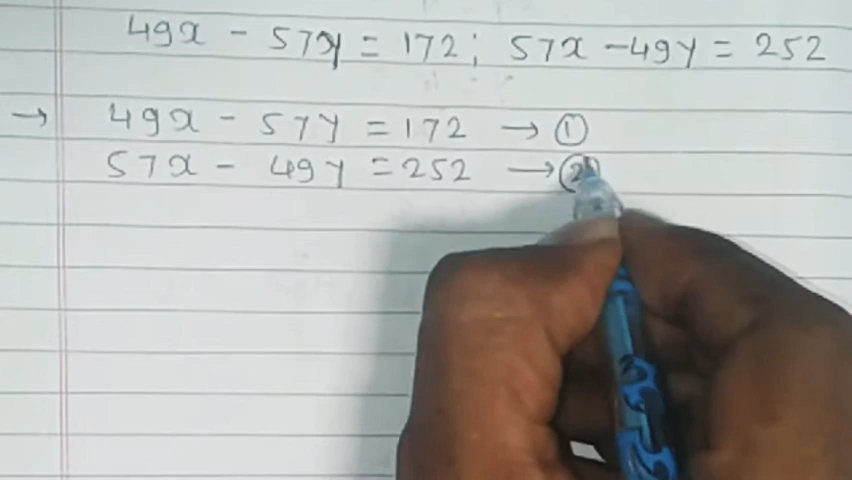 49x - 57y = 172; 57x - 49y = 252
→ 49x - 57y = 172 → ①
57x - 49y = 252 → ②